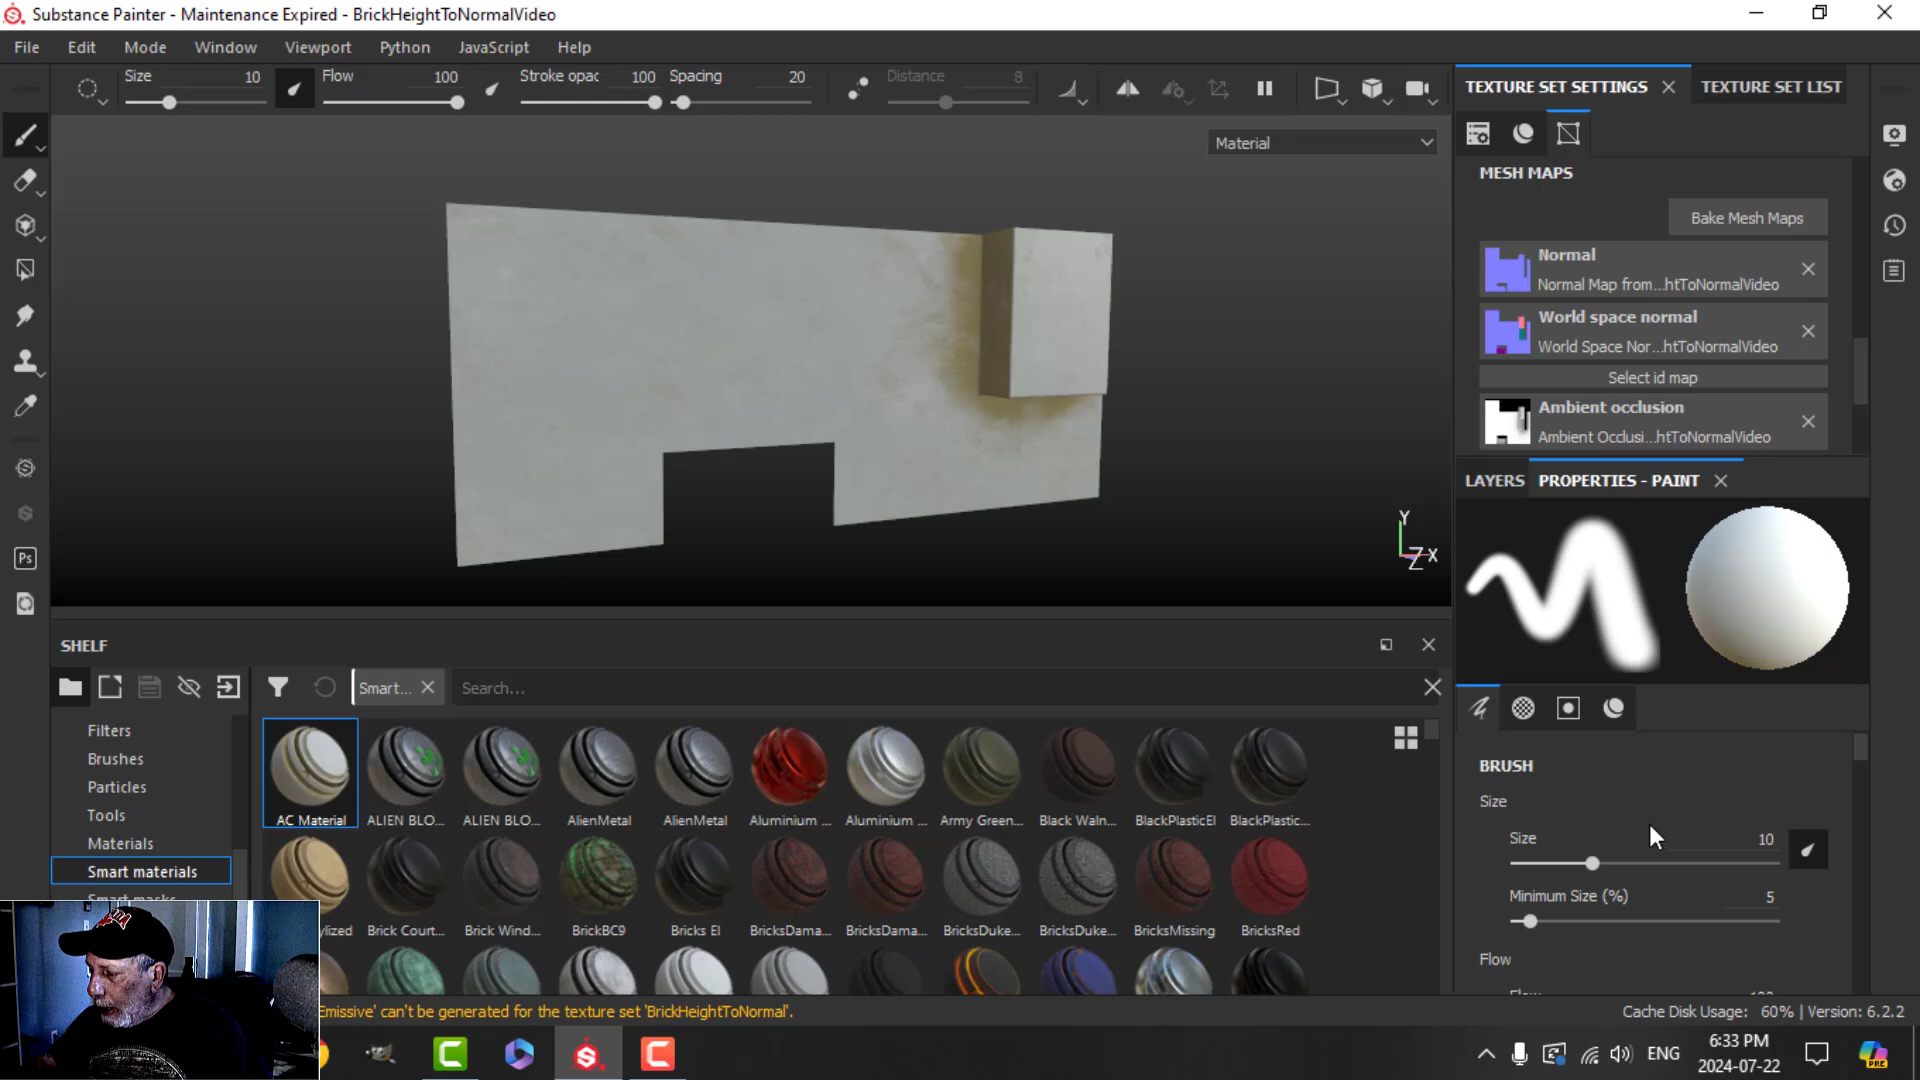 Substance Painter - Maintenance Expired - BrickHeightToNormalVideo
File Edit Mode Window Viewport Python JavaScript Help
Size 10 Flow 100 Stroke opac 100 Spacing 20 Distance 8
Material
Y
Z X
TEXTURE SET SETTINGS TEXTURE SET LIST
MESH MAPS
Bake Mesh Maps
Normal
Normal Map from...htToNormalVideo
World space normal
World Space Nor...htToNormalVideo
Select id map
Ambient occlusion
Ambient Occlusi...htToNormalVideo
LAYERS PROPERTIES - PAINT
BRUSH
Size
Size 10
Minimum Size (%) 5
Flow
SHELF
Smart... Search...
Filters
Brushes
Particles
Tools
Materials
Smart materials
Smart masks
AC Material ALIEN BLO... ALIEN BLO... AlienMetal AlienMetal Aluminium ... Aluminium ... Army Green... Black Waln... BlackPlasticEl BlackPlastic...
ylized Brick Court... Brick Wind... BrickBC9 Bricks El BricksDama... BricksDama... BricksDuke... BricksDuke... BricksMissing BricksRed
Emissive' can't be generated for the texture set 'BrickHeightToNormal'.
Cache Disk Usage: 60% | Version: 6.2.2
Ps
ENG
6:33 PM
2024-07-22
PRE